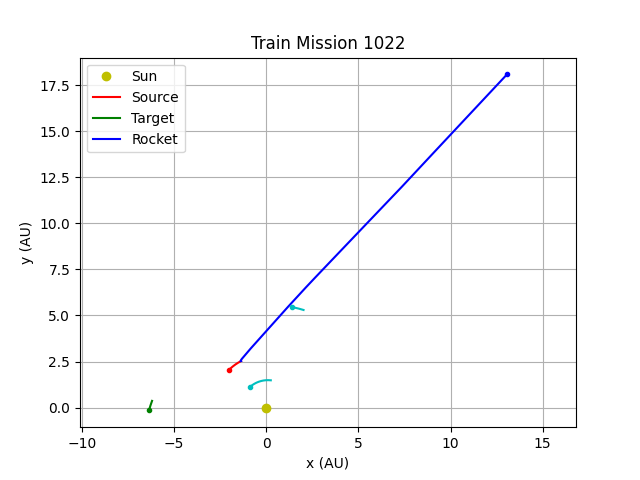 Train Mission 1022
Sun
Source
Target
Rocket
17.5
15.0
12.5
10.0
7.5
5.0
2.5
0.0
y (AU)
−10 −5 0 5 10 15
x (AU)